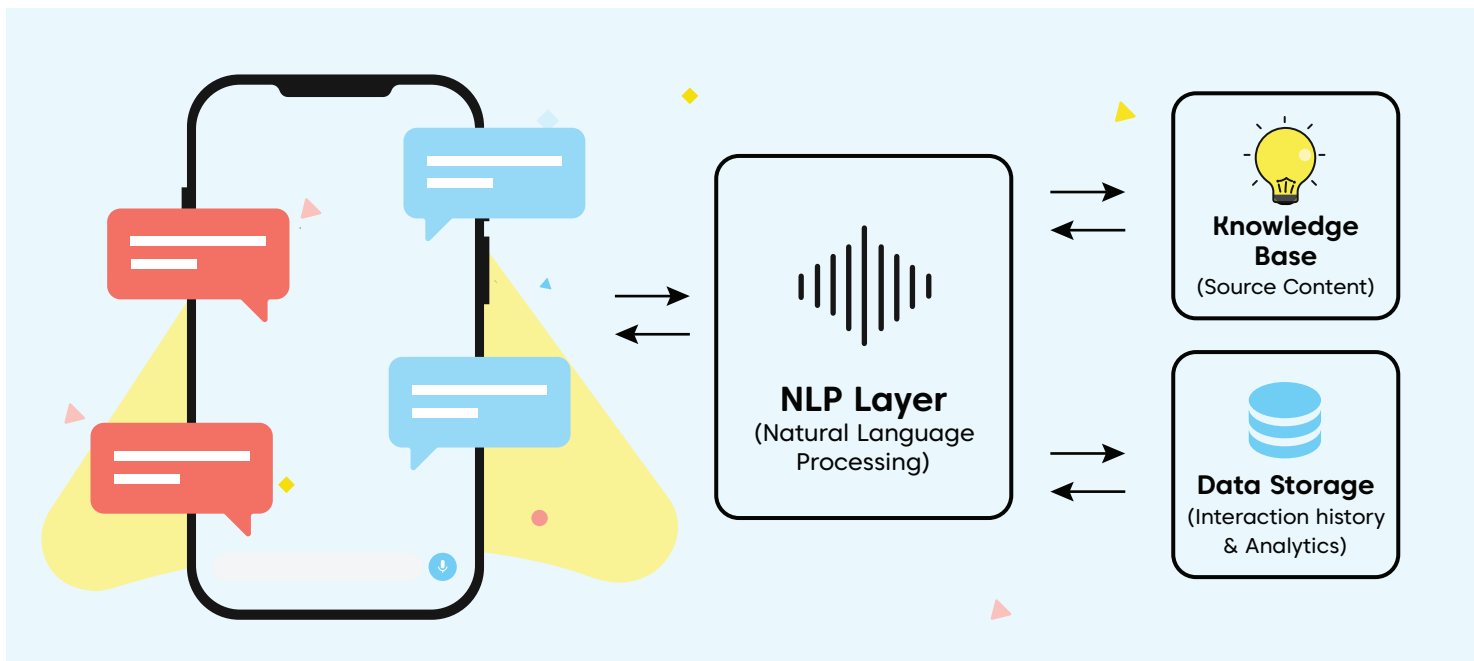 NLP Layer
(Natural Language
Processing)
Knowledge
Base
(Source Content)
Data Storage
(Interaction history
& Analytics)